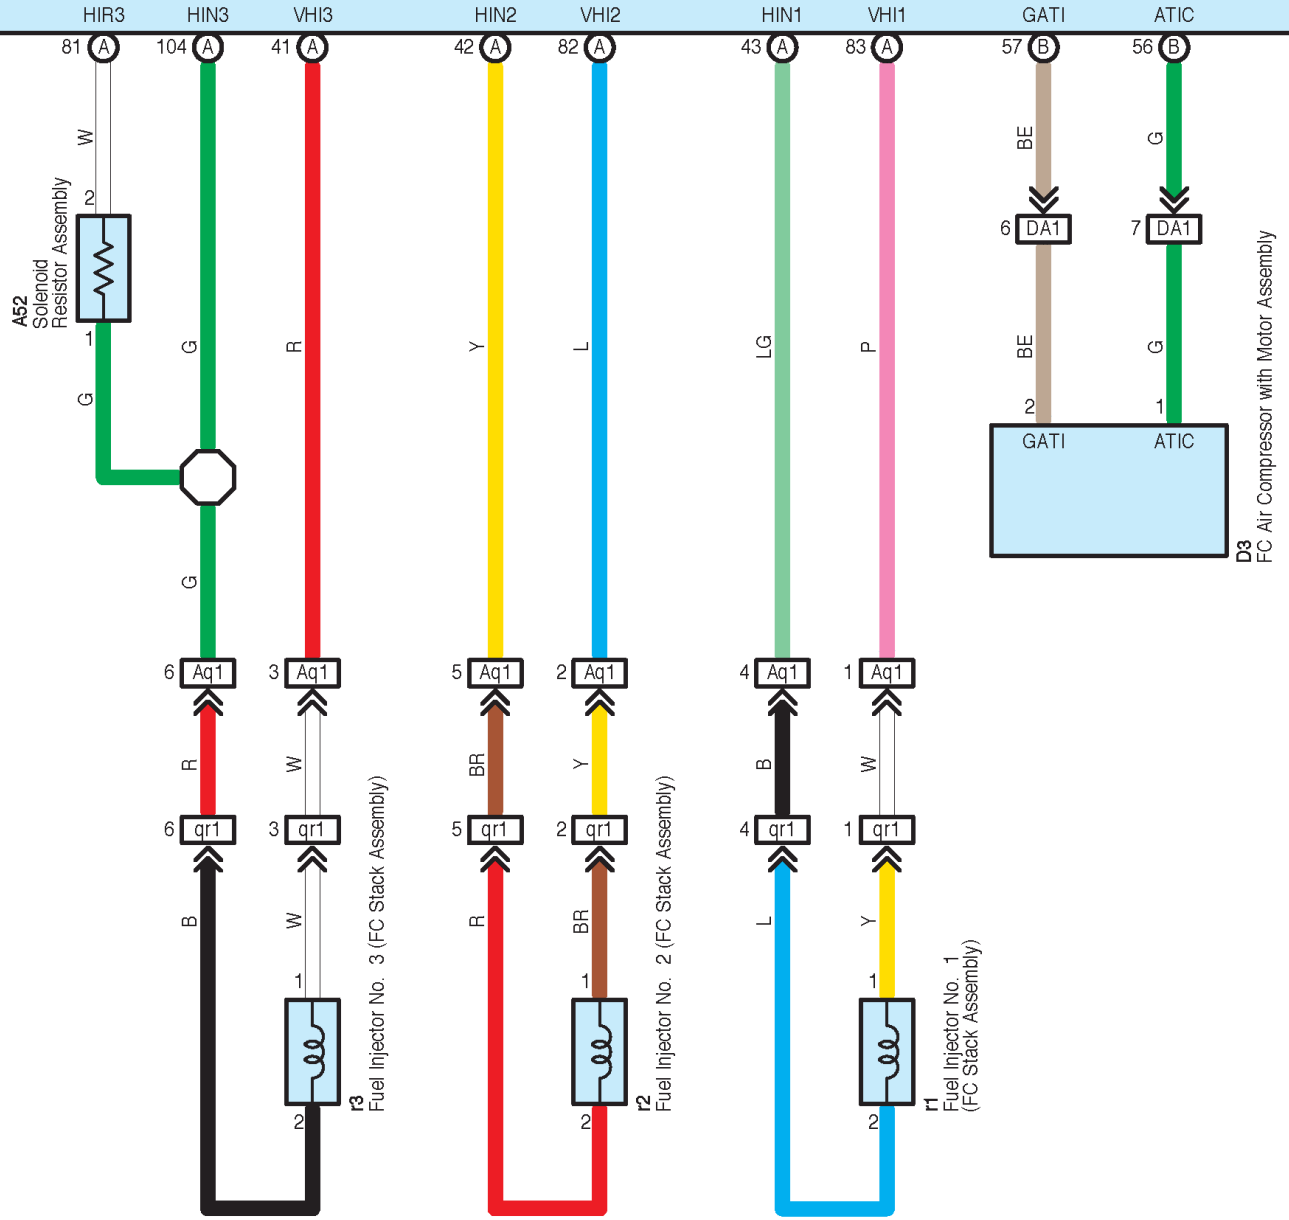 HIR3 HIN3 VHI3 HIN2 VHI2 HIN1 VHI1 GATI ATIC
81 A 104 A 41 A 42 A 82 A 43 A 83 A 57 B 56 B
W BE G
2
6 DA1 7 DA1
A52
Solenoid
Resistor Assembly
1
G G R Y L LG P BE G
2 1
GATI ATIC
D3
FC Air Compressor with Motor Assembly
G
6 Aq1 3 Aq1 5 Aq1 2 Aq1 4 Aq1 1 Aq1
R W BR Y B W
6 qr1 3 qr1 5 qr1 2 qr1 4 qr1 1 qr1
B W R BR L Y
1 1 1
r3
Fuel Injector No. 3 (FC Stack Assembly)
r2
Fuel Injector No. 2 (FC Stack Assembly)
r1
Fuel Injector No. 1
(FC Stack Assembly)
2 2 2